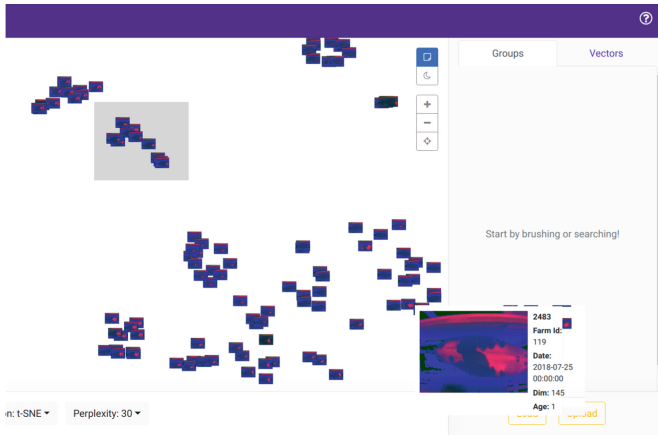 Groups
Vectors
Start by brushing or searching!
2483
Farm Id:
119
Date:
2018-07-25
00:00:00
Dim: 145
Age: 1
n: t-SNE
Perplexity: 30